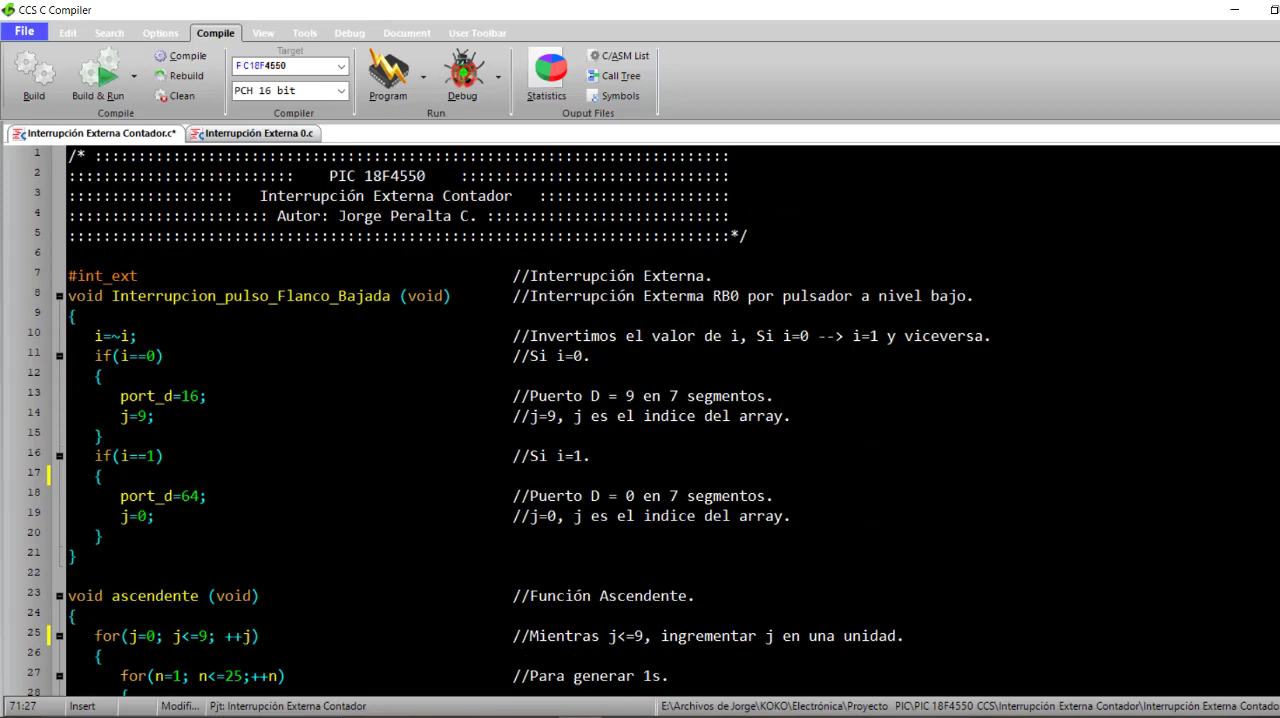 CCS C Compiler
File Edit Search Options Compile View Tools Debug Document User Toolbar
Target
Compile
C/ASM List
PIC18F4550
Rebuild
Call Tree
PCH 16 bit
Build Build & Run Clean Program Debug Statistics Symbols
Compile Compiler Run Ouput Files
Interrupción Externa Contador.c* Interrupción Externa 0.c
1 /* ::::::::::::::::::::::::::::::::::::::::::::::::::::::::::::::::::::::::::
2 :::::::::::::::::::::::::: PIC 18F4550 :::::::::::::::::::::::::::::::
3 ::::::::::::::::::: Interrupción Externa Contador ::::::::::::::::::::::
4 ::::::::::::::::::::::: Autor: Jorge Peralta C. ::::::::::::::::::::::::::::
5 ::::::::::::::::::::::::::::::::::::::::::::::::::::::::::::::::::::::::::::*/
6
7 #int_ext //Interrupción Externa.
8 void Interrupcion_pulso_Flanco_Bajada (void) //Interrupción Exterma RB0 por pulsador a nivel bajo.
9 {
10 i=~i; //Invertimos el valor de i, Si i=0 --> i=1 y viceversa.
11 if(i==0) //Si i=0.
12 {
13 port_d=16; //Puerto D = 9 en 7 segmentos.
14 j=9; //j=9, j es el indice del array.
15 }
16 if(i==1) //Si i=1.
17 {
18 port_d=64; //Puerto D = 0 en 7 segmentos.
19 j=0; //j=0, j es el indice del array.
20 }
21 }
22
23 void ascendente (void) //Función Ascendente.
24 {
25 for(j=0; j<=9; ++j) //Mientras j<=9, ingrementar j en una unidad.
26 {
27 for(n=1; n<=25;++n) //Para generar 1s.
28 {
71:27 Insert Modifi... Pjt: Interrupción Externa Contador E:\Archivos de Jorge\KOKO\Electrónica\Proyecto PIC\PIC 18F4550 CCS\Interrupción Externa Contador\Interrupción Externa Contado